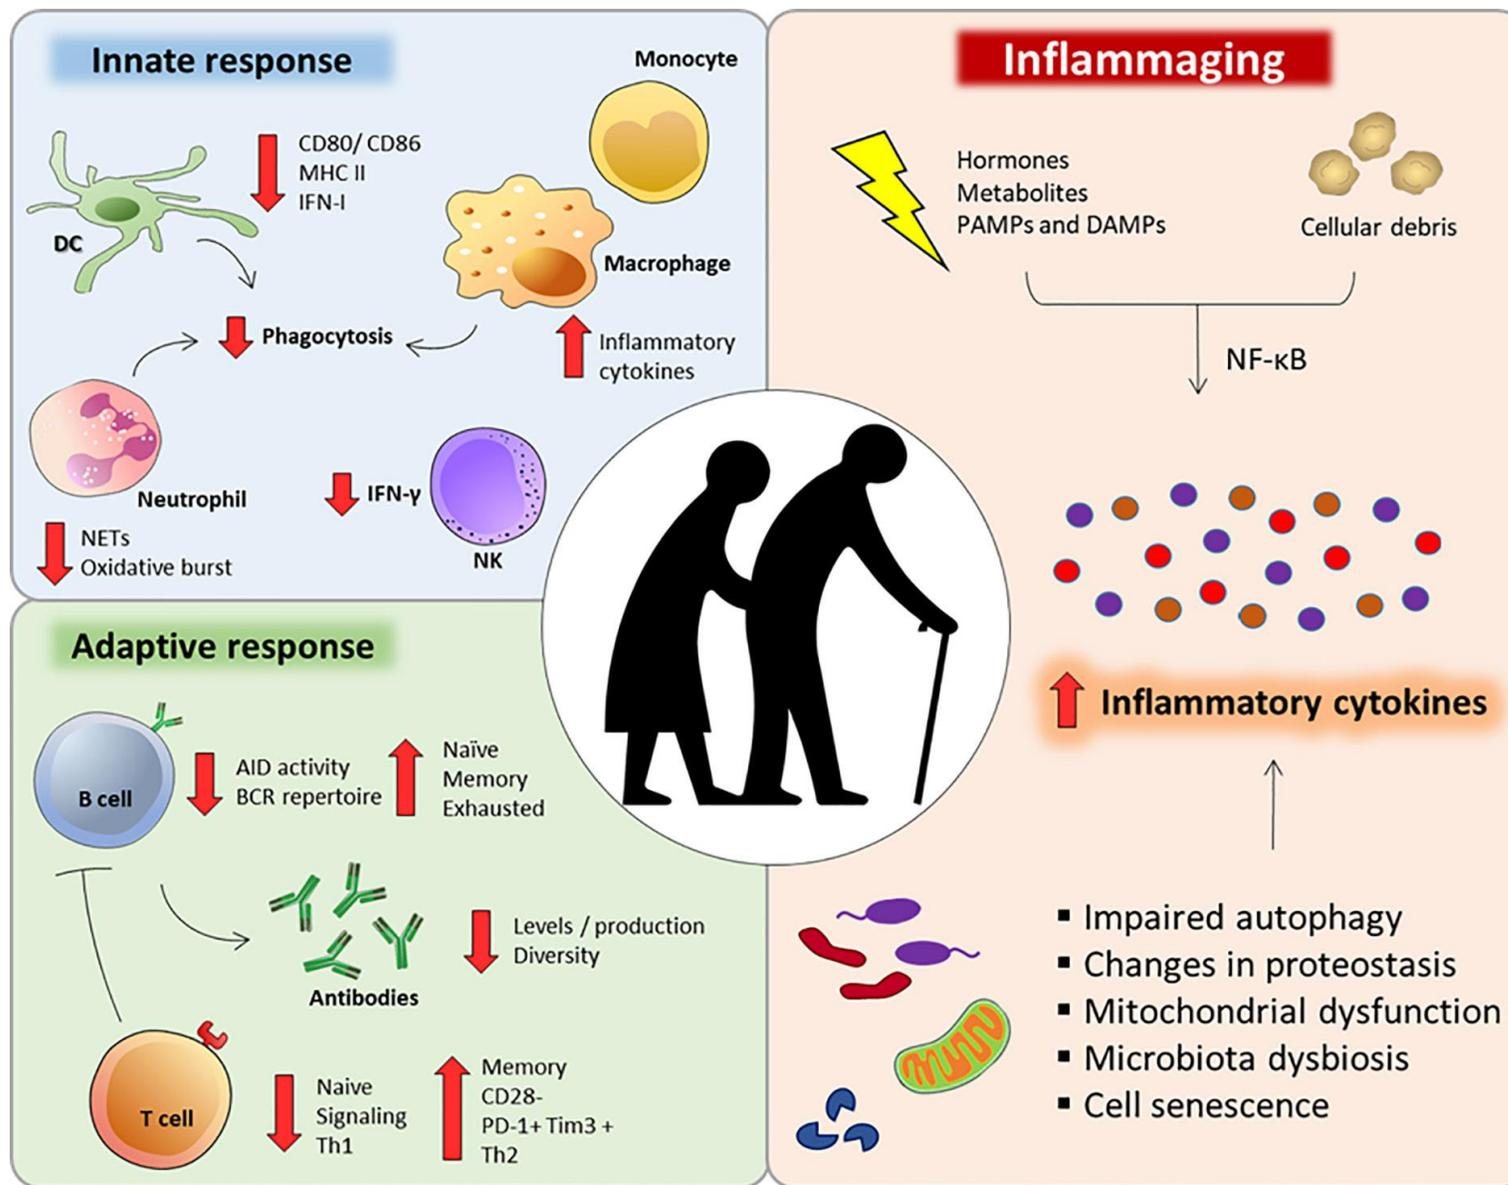 Innate response
Monocyte
CD80/ CD86
MHC II
IFN-I
DC
Macrophage
Phagocytosis
Inflammatory
cytokines
Neutrophil
IFN-γ
NK
NETs
Oxidative burst
Adaptive response
B cell
AID activity
BCR repertoire
Naïve
Memory
Exhausted
Levels / production
Diversity
Antibodies
T cell
Naive
Signaling
Th1
Memory
CD28-
PD-1+ Tim3 +
Th2
Inflammaging
Hormones
Metabolites
PAMPs and DAMPs
Cellular debris
NF-κB
Inflammatory cytokines
▪ Impaired autophagy
▪ Changes in proteostasis
▪ Mitochondrial dysfunction
▪ Microbiota dysbiosis
▪ Cell senescence